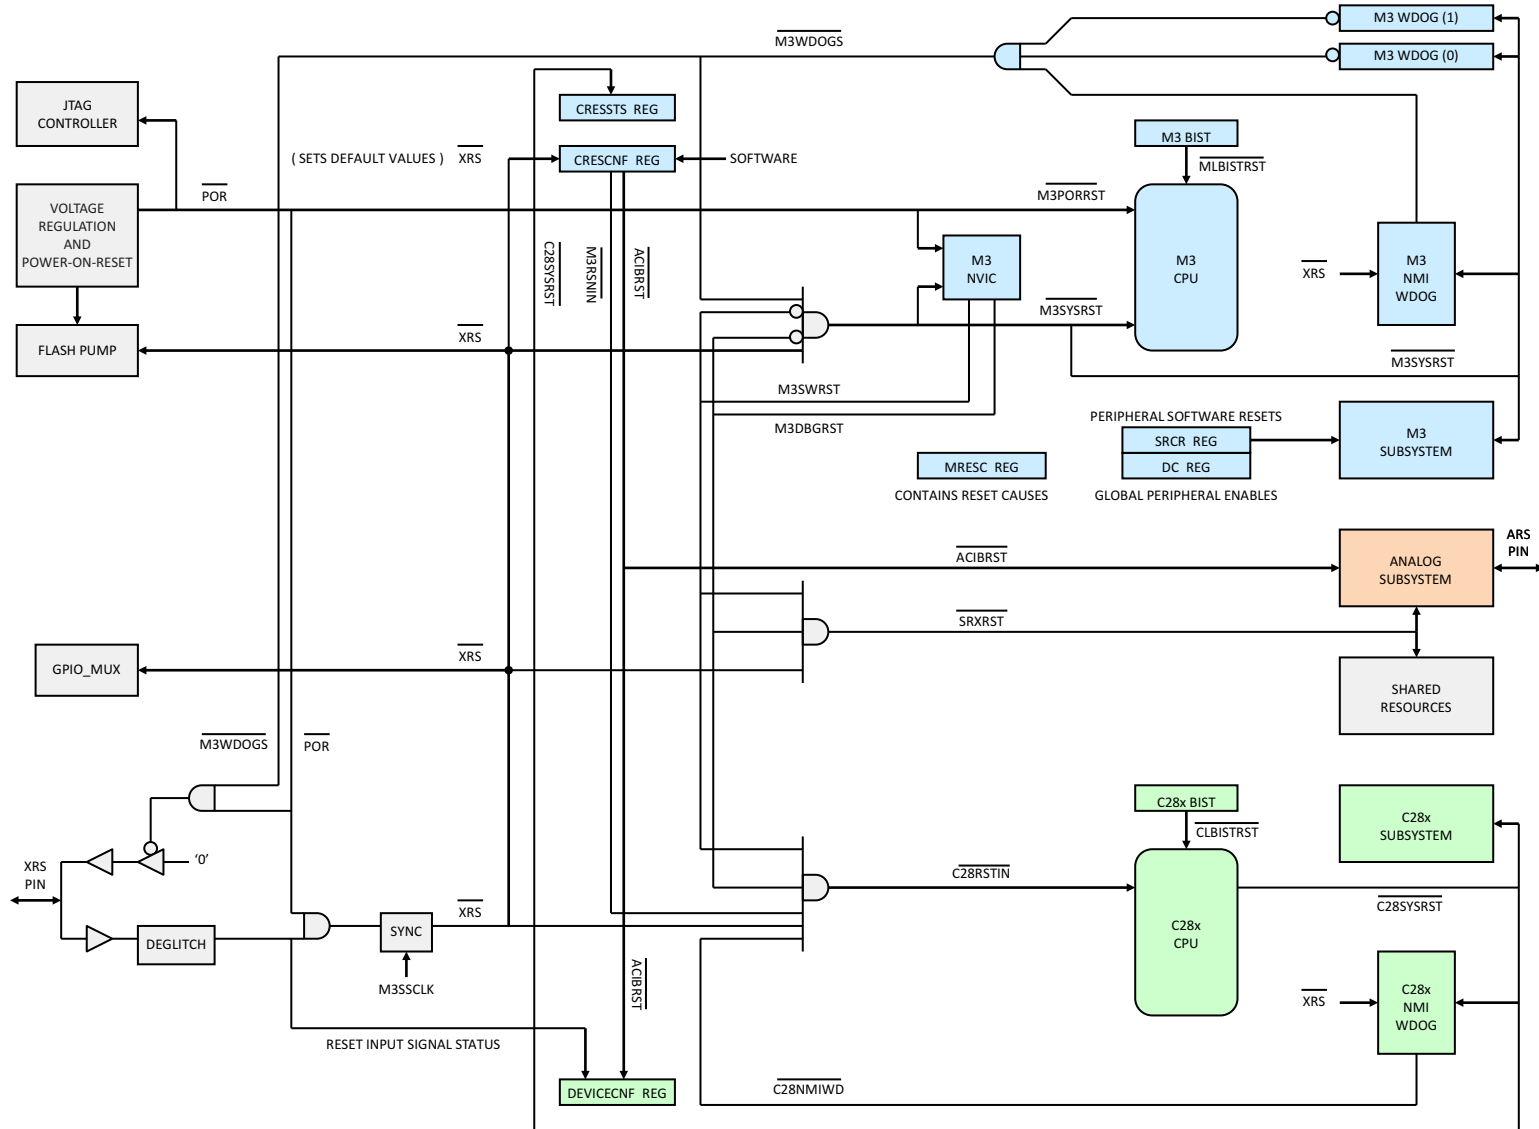 M3WDOGS
M3 WDOG (1)
M3 WDOG (0)
JTAG
CONTROLLER
CRESSTS REG
( SETS DEFAULT VALUES )
XRS
CRESCNF REG
SOFTWARE
M3 BIST
MLBISTRST
POR
M3PORRST
VOLTAGE
REGULATION
AND
POWER-ON-RESET
C28SYSRST
M3RSNIN
ACIBRST
M3
NVIC
M3
CPU
XRS
M3
NMI
WDOG
M3SYSRST
FLASH PUMP
XRS
M3SYSRST
M3SWRST
M3DBGRST
PERIPHERAL SOFTWARE RESETS
SRCR REG
DC REG
GLOBAL PERIPHERAL ENABLES
M3
SUBSYSTEM
MRESC REG
CONTAINS RESET CAUSES
ACIBRST
ANALOG
SUBSYSTEM
ARS
PIN
SRXRST
GPIO_MUX
XRS
SHARED
RESOURCES
M3WDOGS
POR
C28x BIST
CLBISTRST
C28x
SUBSYSTEM
XRS
PIN
'0'
C28RSTIN
C28x
CPU
C28SYSRST
DEGLITCH
SYNC
XRS
M3SSCLK
ACIBRST
XRS
C28x
NMI
WDOG
RESET INPUT SIGNAL STATUS
DEVICECNF REG
C28NMIWD